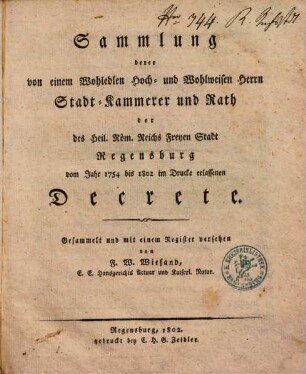 344.
Sammlung
derer
von einem Wohledlen Hoch- und Wohlweisen Herrn
Stadt-Kammerer und Rath
der
des Heil. Röm. Reichs Freyen Stadt
Regensburg
vom Jahr 1754 bis 1802 im Drucke erlassenen
Decrete.
Gesammelt und mit einem Register versehen
von
F. W. Wiesand,
E. E. Hansgerichts Actuar und Kaiserl. Notar.
Regensburg, 1802.
gedruckt bey C. H. G. Zeidler.